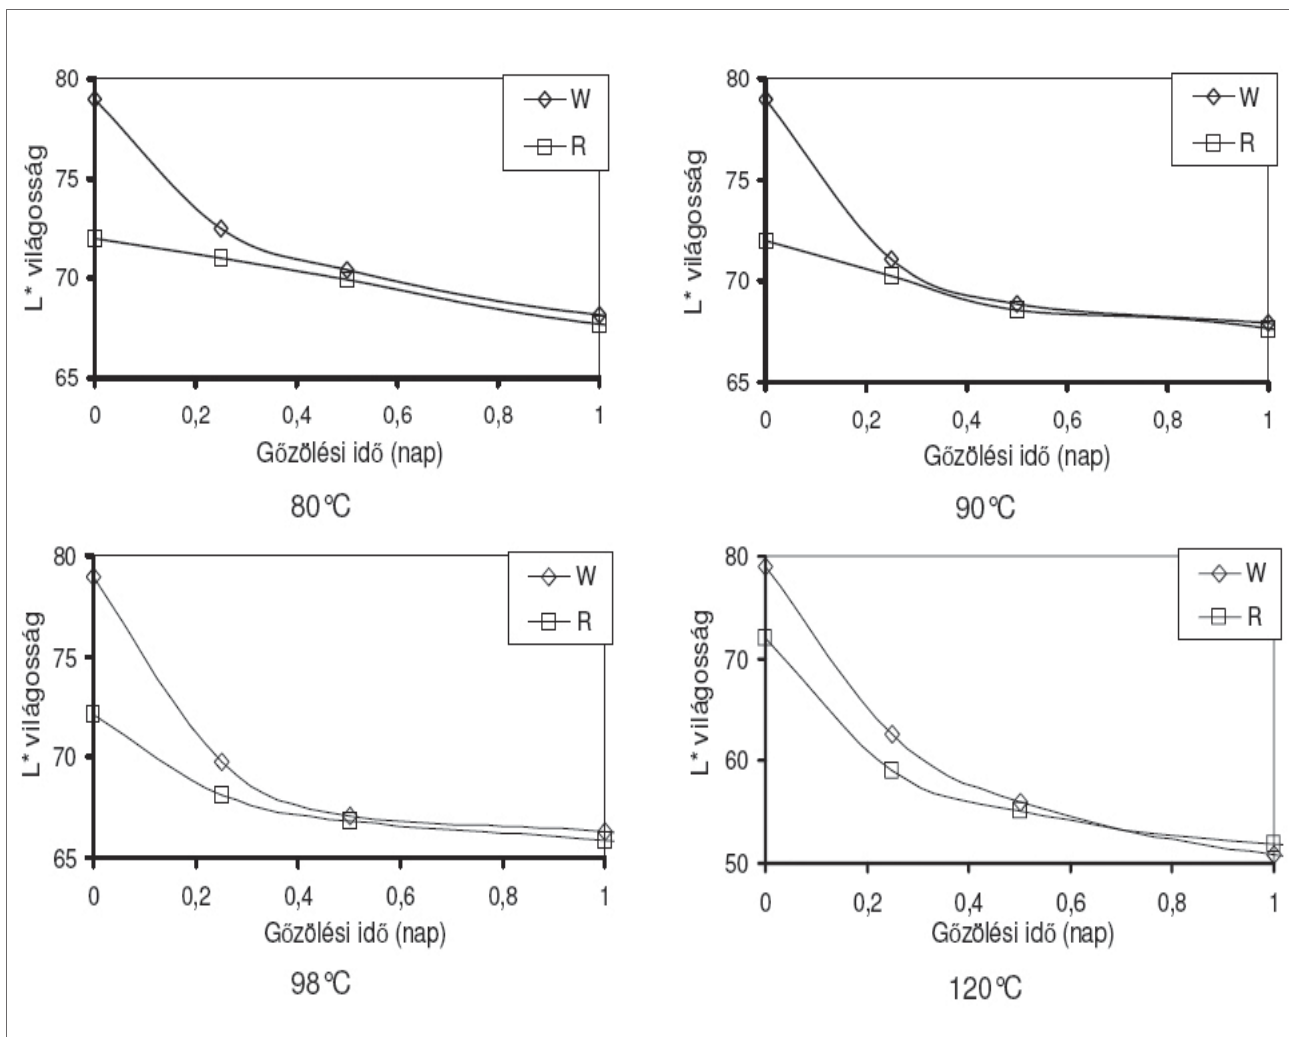 80
75
70
65
L* világosság
W
R
0 0,2 0,4 0,6 0,8 1
Gőzölési idő (nap)
80°C
80
75
70
65
L* világosság
W
R
0 0,2 0,4 0,6 0,8 1
Gőzölési idő (nap)
90°C
80
75
70
65
L* világosság
W
R
0 0,2 0,4 0,6 0,8 1
Gőzölési idő (nap)
98°C
80
70
60
50
L* világosság
W
R
0 0,2 0,4 0,6 0,8 1
Gőzölési idő (nap)
120°C